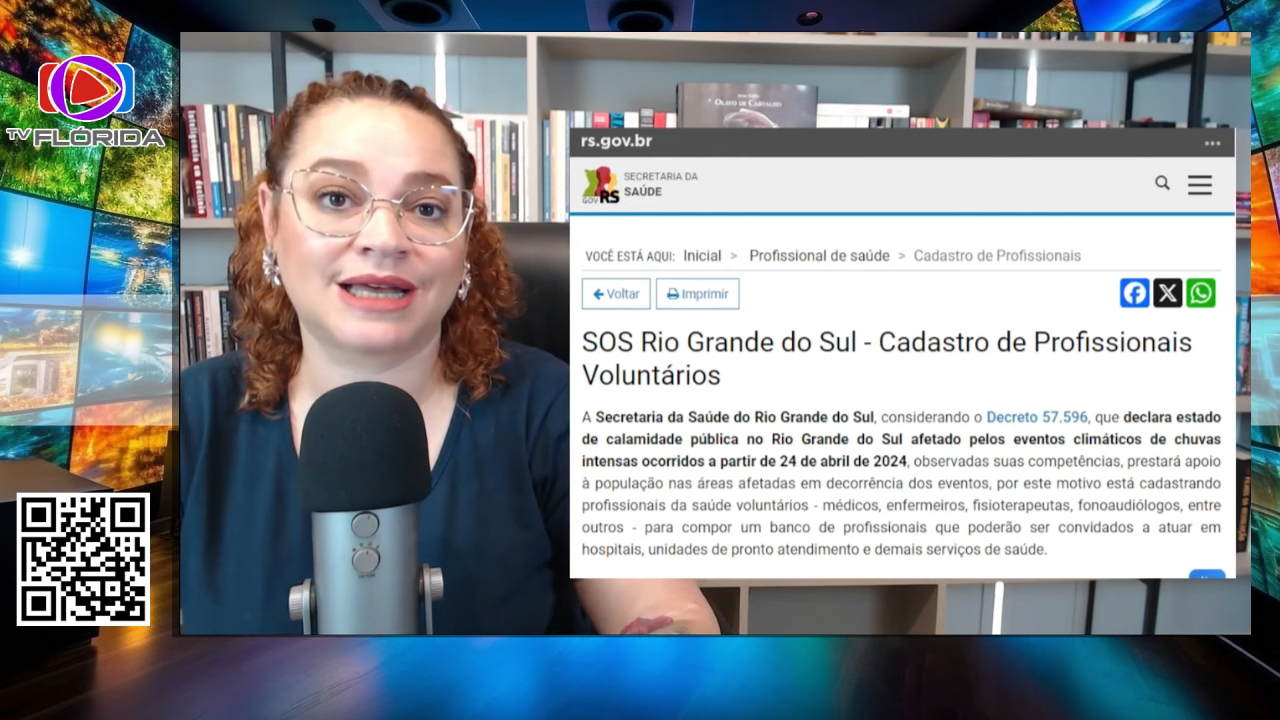 TV FLÓRIDA
OLAVO DE CARVALHO
rs.gov.br
SECRETARIA DA
SAÚDE
GOV RS
VOCÊ ESTÁ AQUI: Inicial > Profissional de saúde > Cadastro de Profissionais
Voltar
Imprimir
SOS Rio Grande do Sul - Cadastro de Profissionais
Voluntários
A Secretaria da Saúde do Rio Grande do Sul, considerando o Decreto 57.596, que declara estado
de calamidade pública no Rio Grande do Sul afetado pelos eventos climáticos de chuvas
intensas ocorridos a partir de 24 de abril de 2024, observadas suas competências, prestará apoio
à população nas áreas afetadas em decorrência dos eventos, por este motivo está cadastrando
profissionais da saúde voluntários - médicos, enfermeiros, fisioterapeutas, fonoaudiólogos, entre
outros - para compor um banco de profissionais que poderão ser convidados a atuar em
hospitais, unidades de pronto atendimento e demais serviços de saúde.